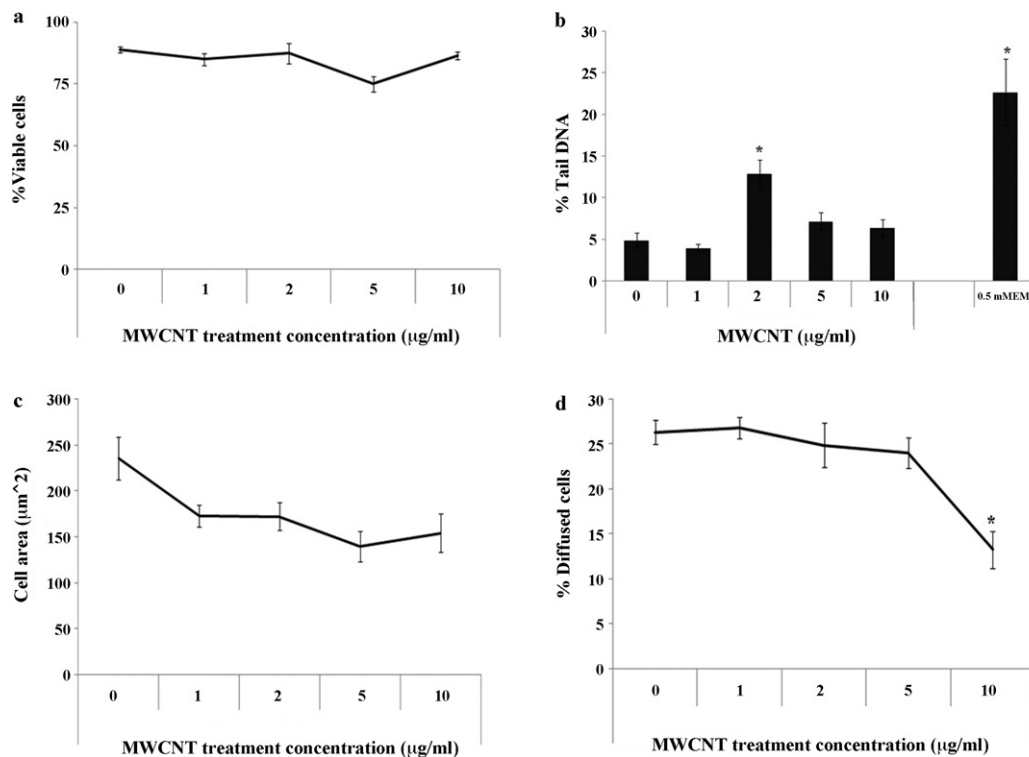 a
100
75
50
25
0
%Viable cells
0 1 2 5 10
MWCNT treatment concentration (µg/ml)
b
30
25
20
15
10
5
0
% Tail DNA
*
*
0 1 2 5 10 0.5 mMEM
MWCNT (µg/ml)
c
300
250
200
150
100
50
0
Cell area (µm^2)
0 1 2 5 10
MWCNT treatment concentration (µg/ml)
d
30
25
20
15
10
5
0
% Diffused cells
*
0 1 2 5 10
MWCNT treatment concentration (µg/ml)